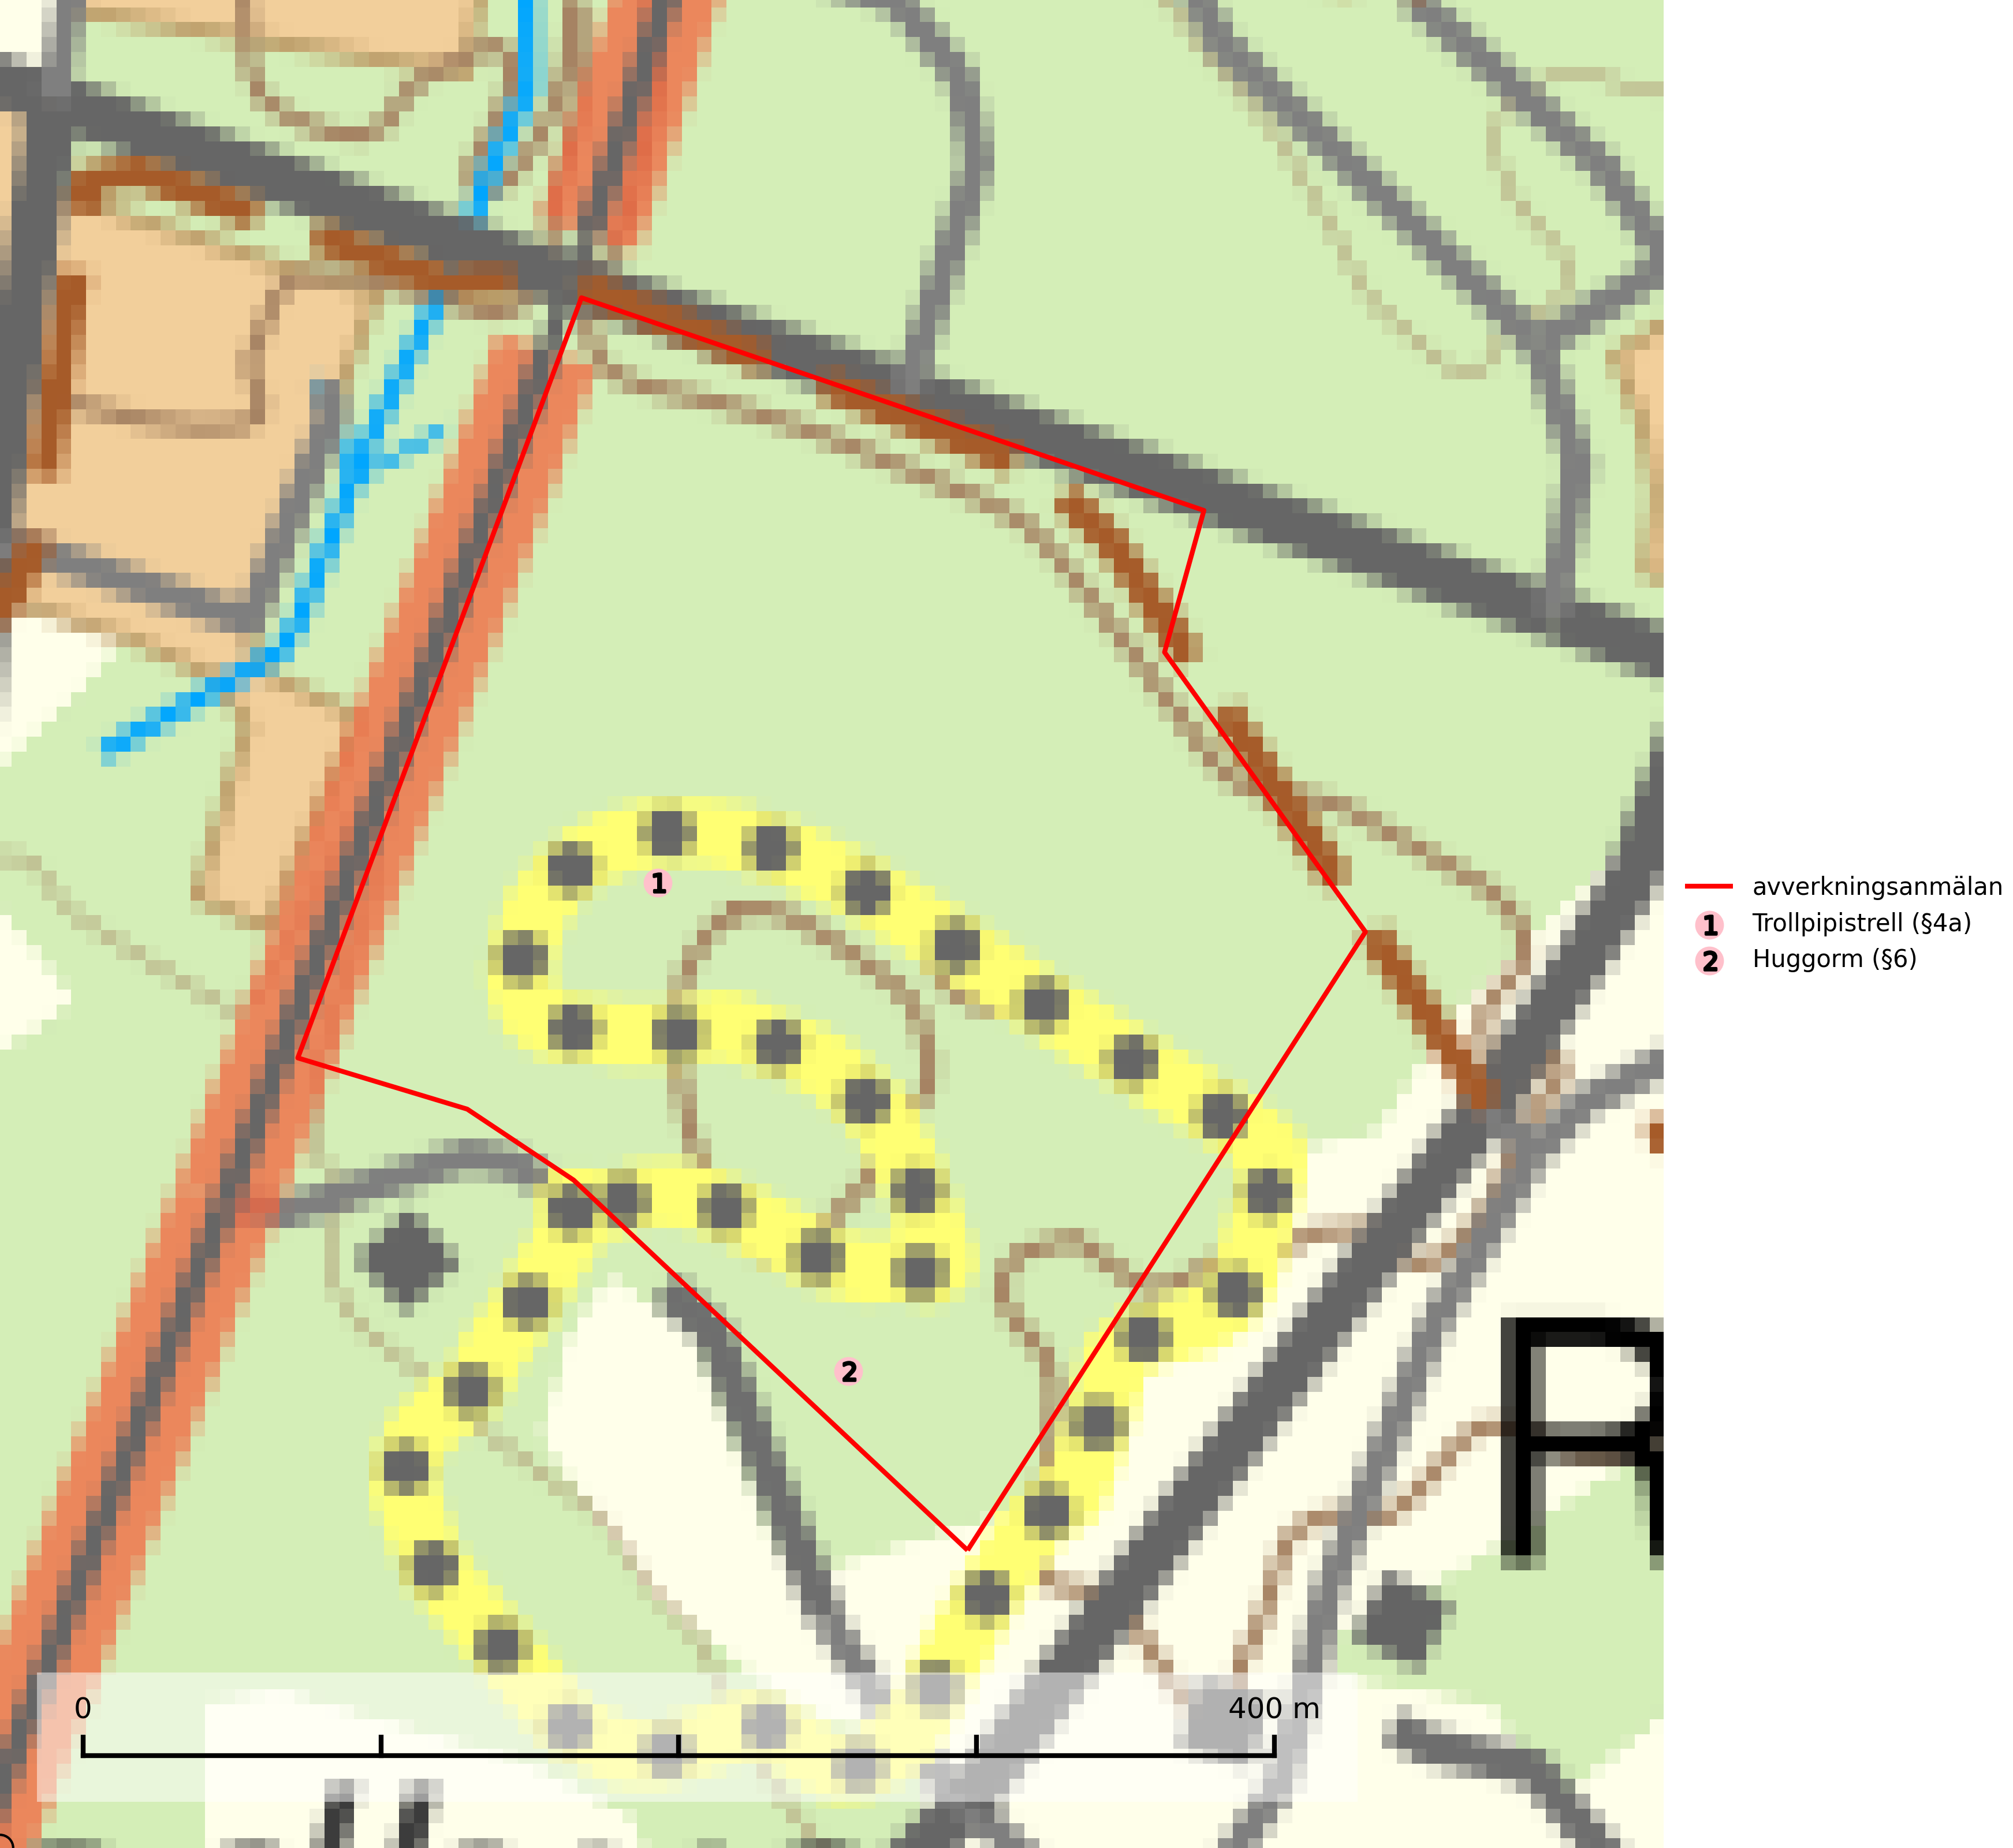 1
avverkningsanmälan
1 Trollpipistrell (§4a)
2 Huggorm (§6)
2
0 400 m